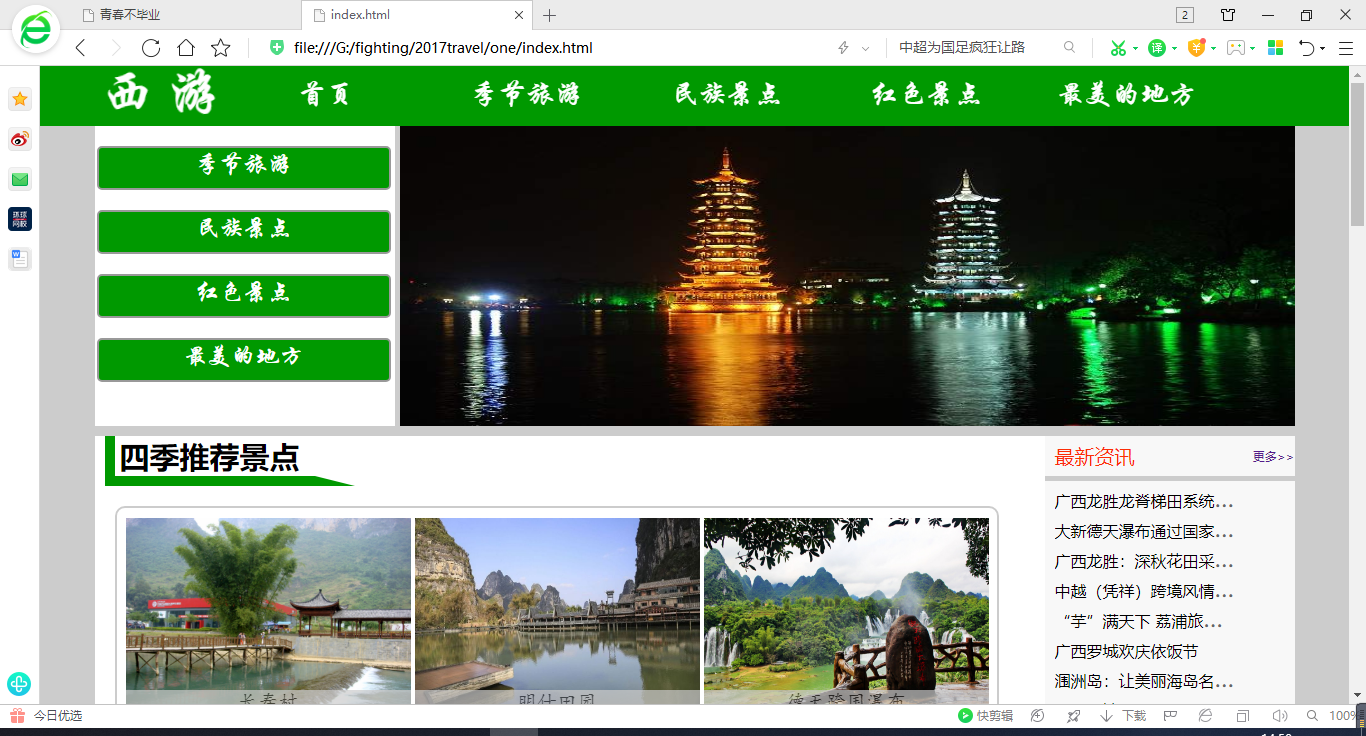 青春不毕业
index.html
2
file:///G:/fighting/2017travel/one/index.html
中超为国足疯狂让路
译
西 游
首页
季节旅游
民族景点
红色景点
最美的地方
季节旅游
民族景点
红色景点
最美的地方
环球
网校
四季推荐景点
最新资讯
更多>>
广西龙胜龙脊梯田系统...
大新德天瀑布通过国家...
广西龙胜：深秋花田采...
中越（凭祥）跨境风情...
“芋”满天下 荔浦旅...
广西罗城欢庆依饭节
涠洲岛：让美丽海岛名...
长寿村
明仕田园
德天跨国瀑布
今日优选
快剪辑
下载
100%